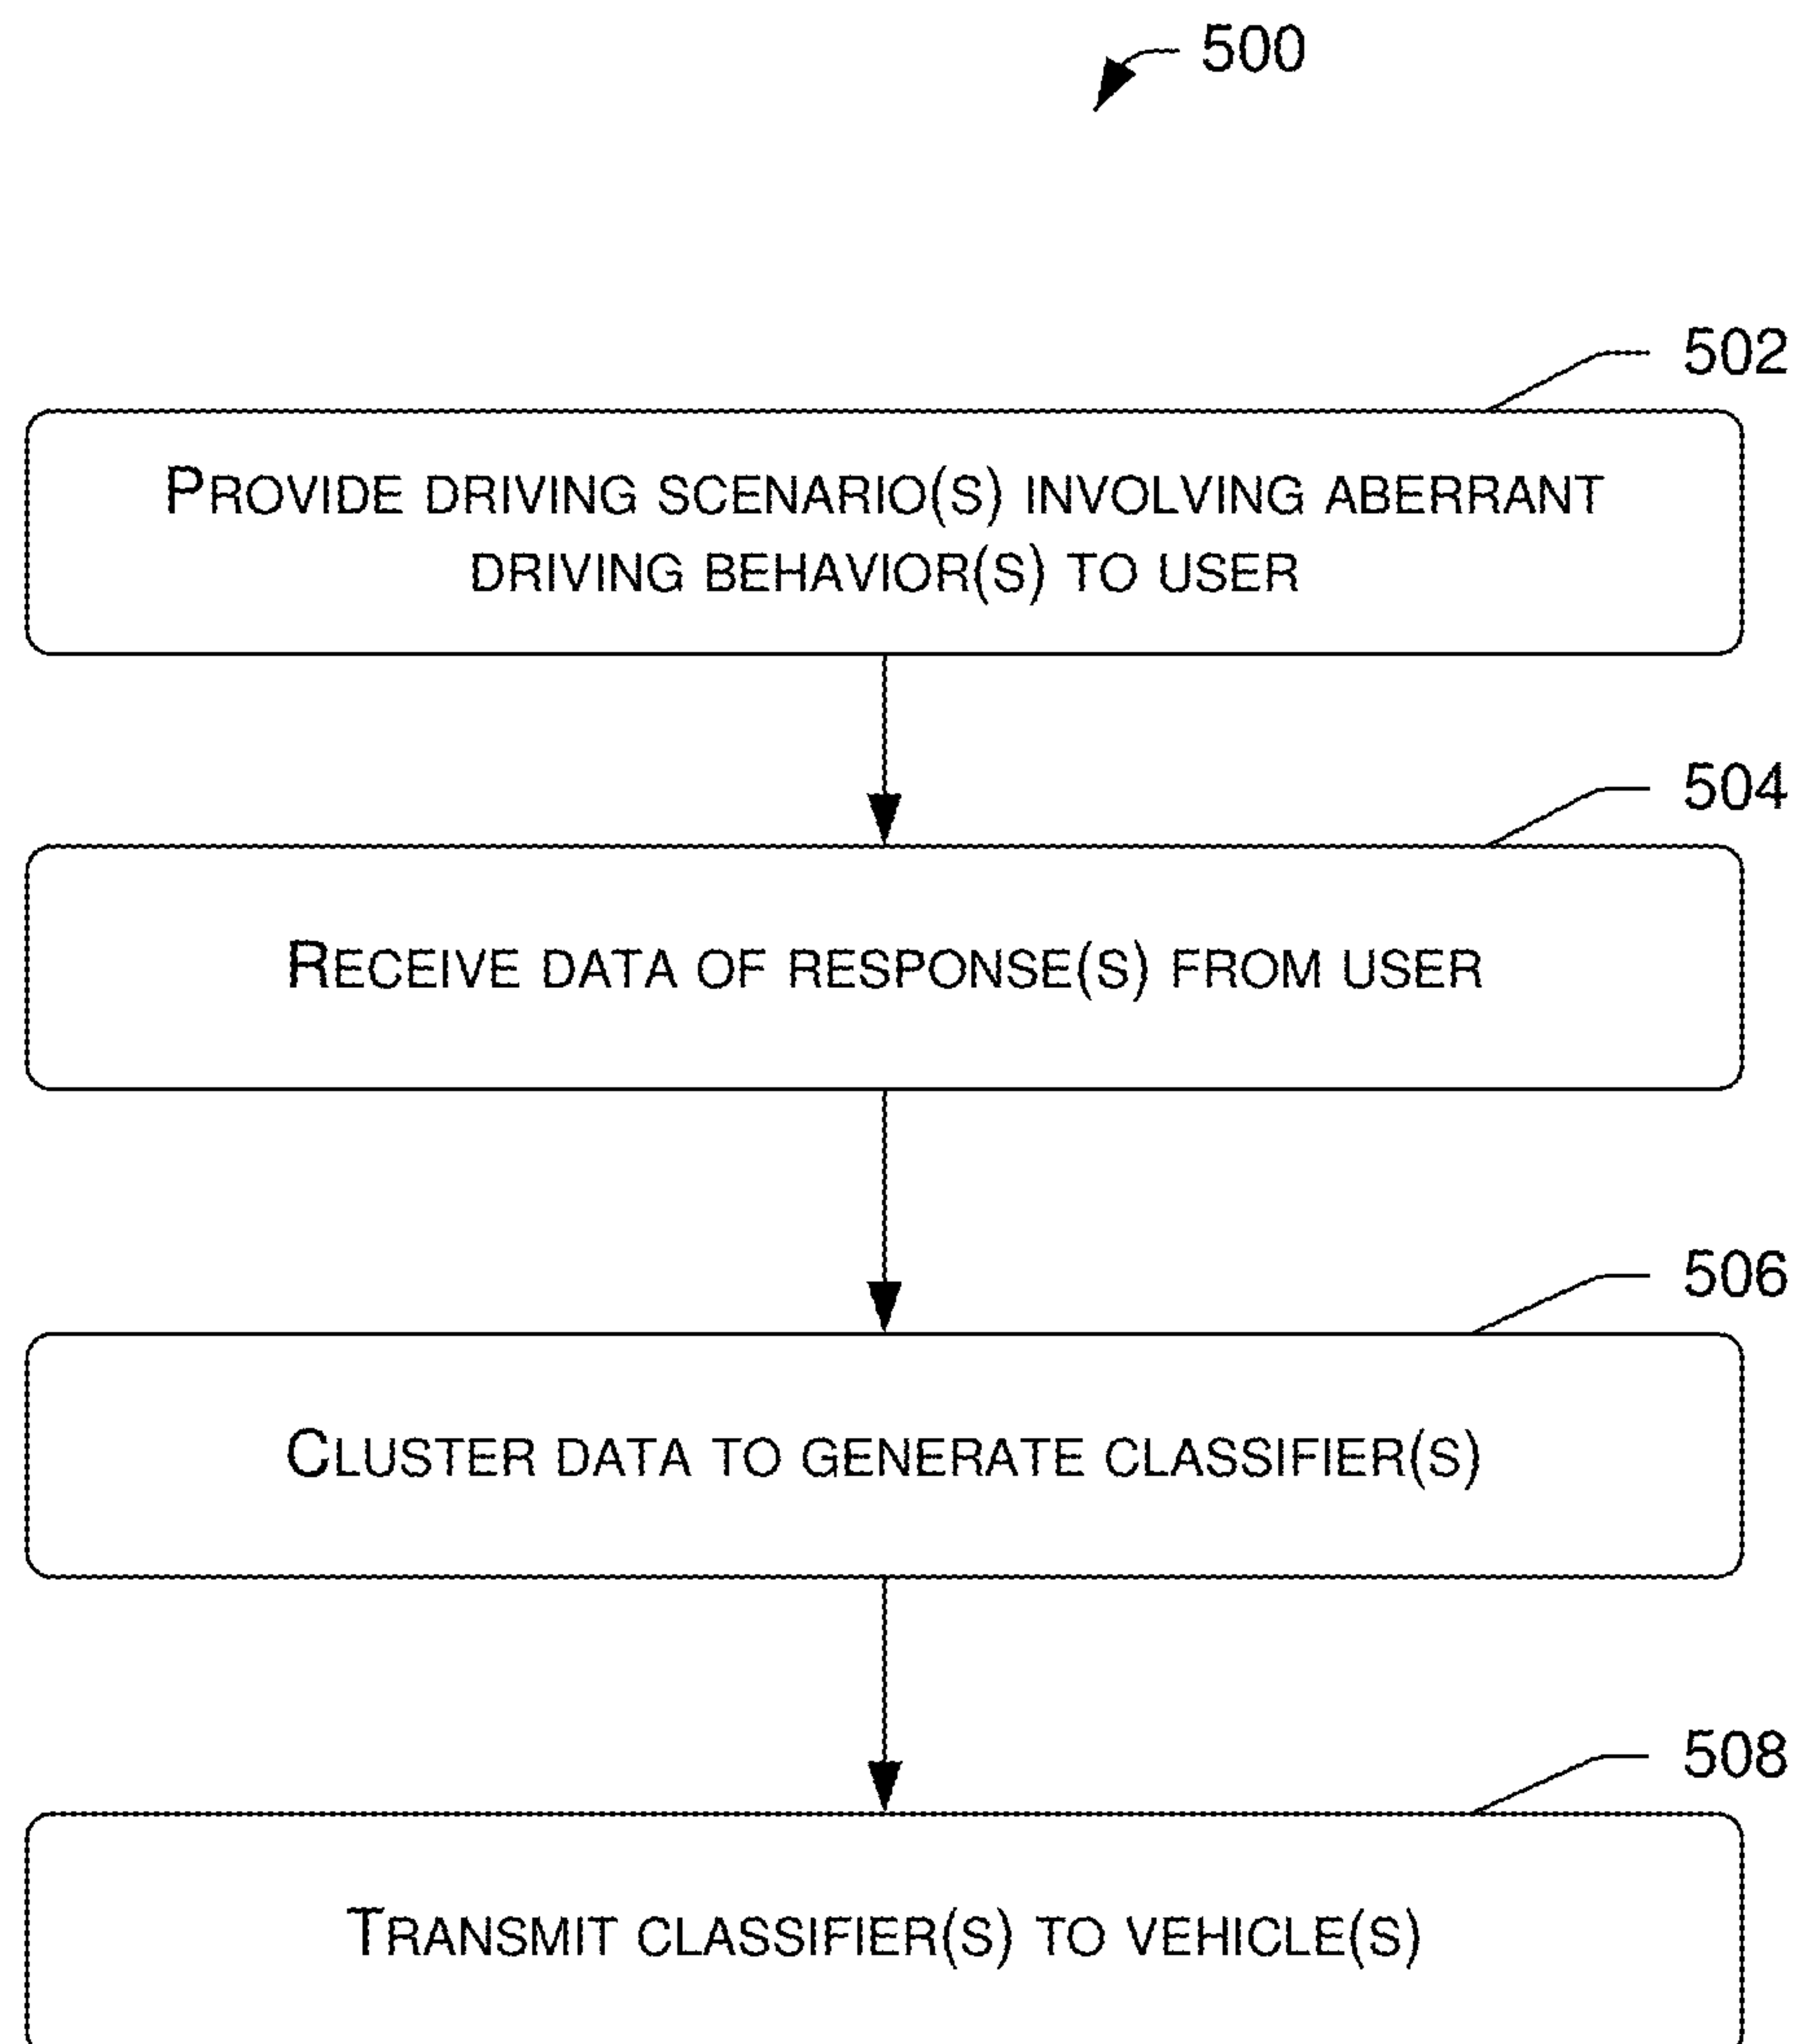 500
502
PROVIDE DRIVING SCENARIO(S) INVOLVING ABERRANT
DRIVING BEHAVIOR(S) TO USER
504
RECEIVE DATA OF RESPONSE(S) FROM USER
506
CLUSTER DATA TO GENERATE CLASSIFIER(S)
508
TRANSMIT CLASSIFIER(S) TO VEHICLE(S)